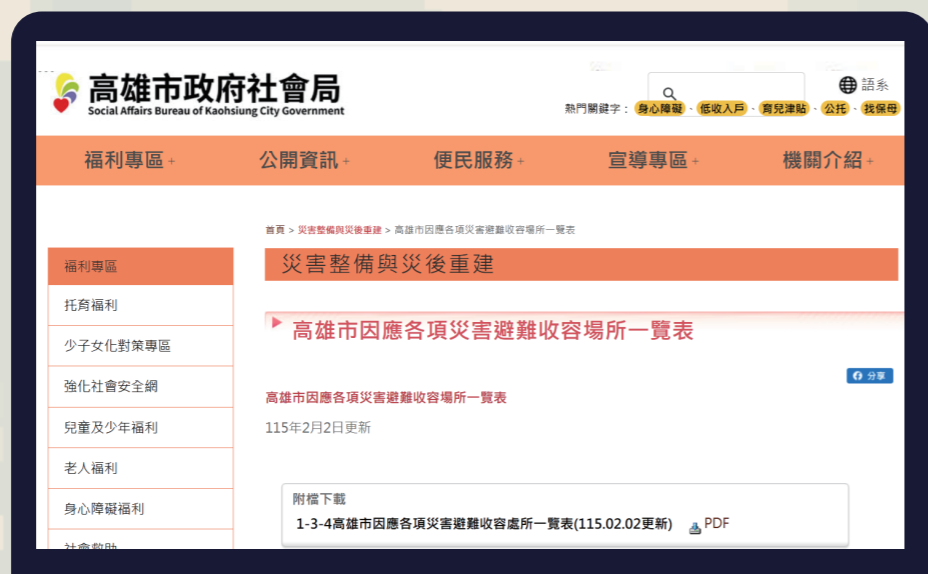 高雄市政府社會局
Social Affairs Bureau of Kaohsiung City Government
語系
熱門關鍵字： 身心障礙 、 低收入戶 、 育兒津貼 、 公托 、 找保母
福利專區+ 公開資訊+ 便民服務+ 宣導專區+ 機關介紹+
首頁 > 災害整備與災後重建 > 高雄市因應各項災害避難收容場所一覽表
福利專區
托育福利
少子女化對策專區
強化社會安全網
兒童及少年福利
老人福利
身心障礙福利
社會救助
災害整備與災後重建
高雄市因應各項災害避難收容場所一覽表
分享
高雄市因應各項災害避難收容場所一覽表
115年2月2日更新
附檔下載
1-3-4高雄市因應各項災害避難收容處所一覽表(115.02.02更新) PDF